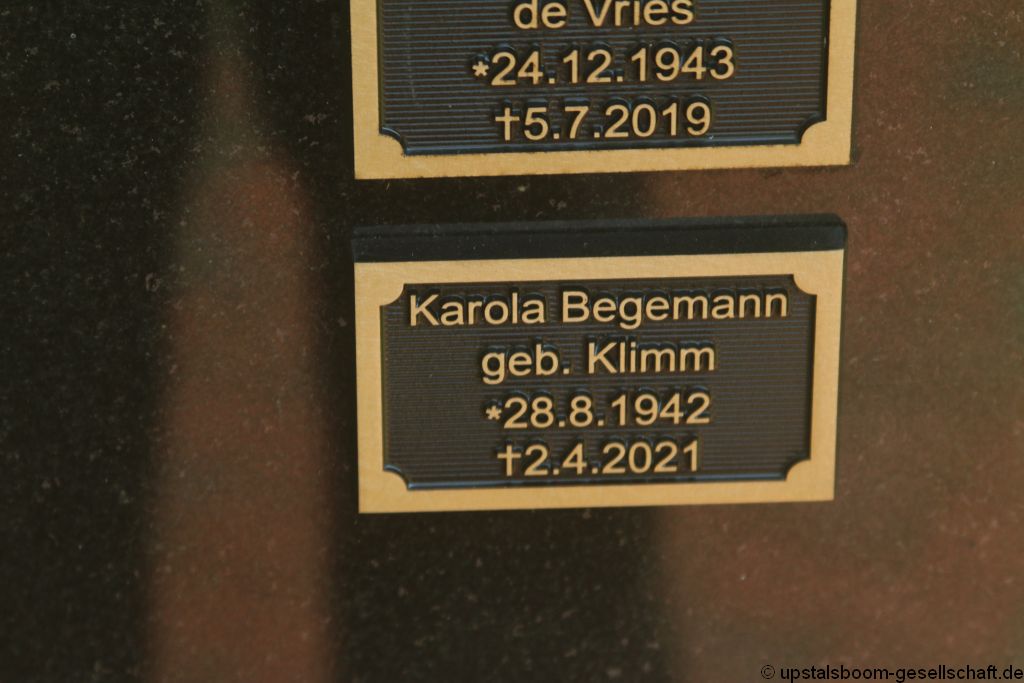 de Vries
*24.12.1943
†5.7.2019
Karola Begemann
geb. Klimm
*28.8.1942
†2.4.2021
© upstalsboom-gesellschaft.de